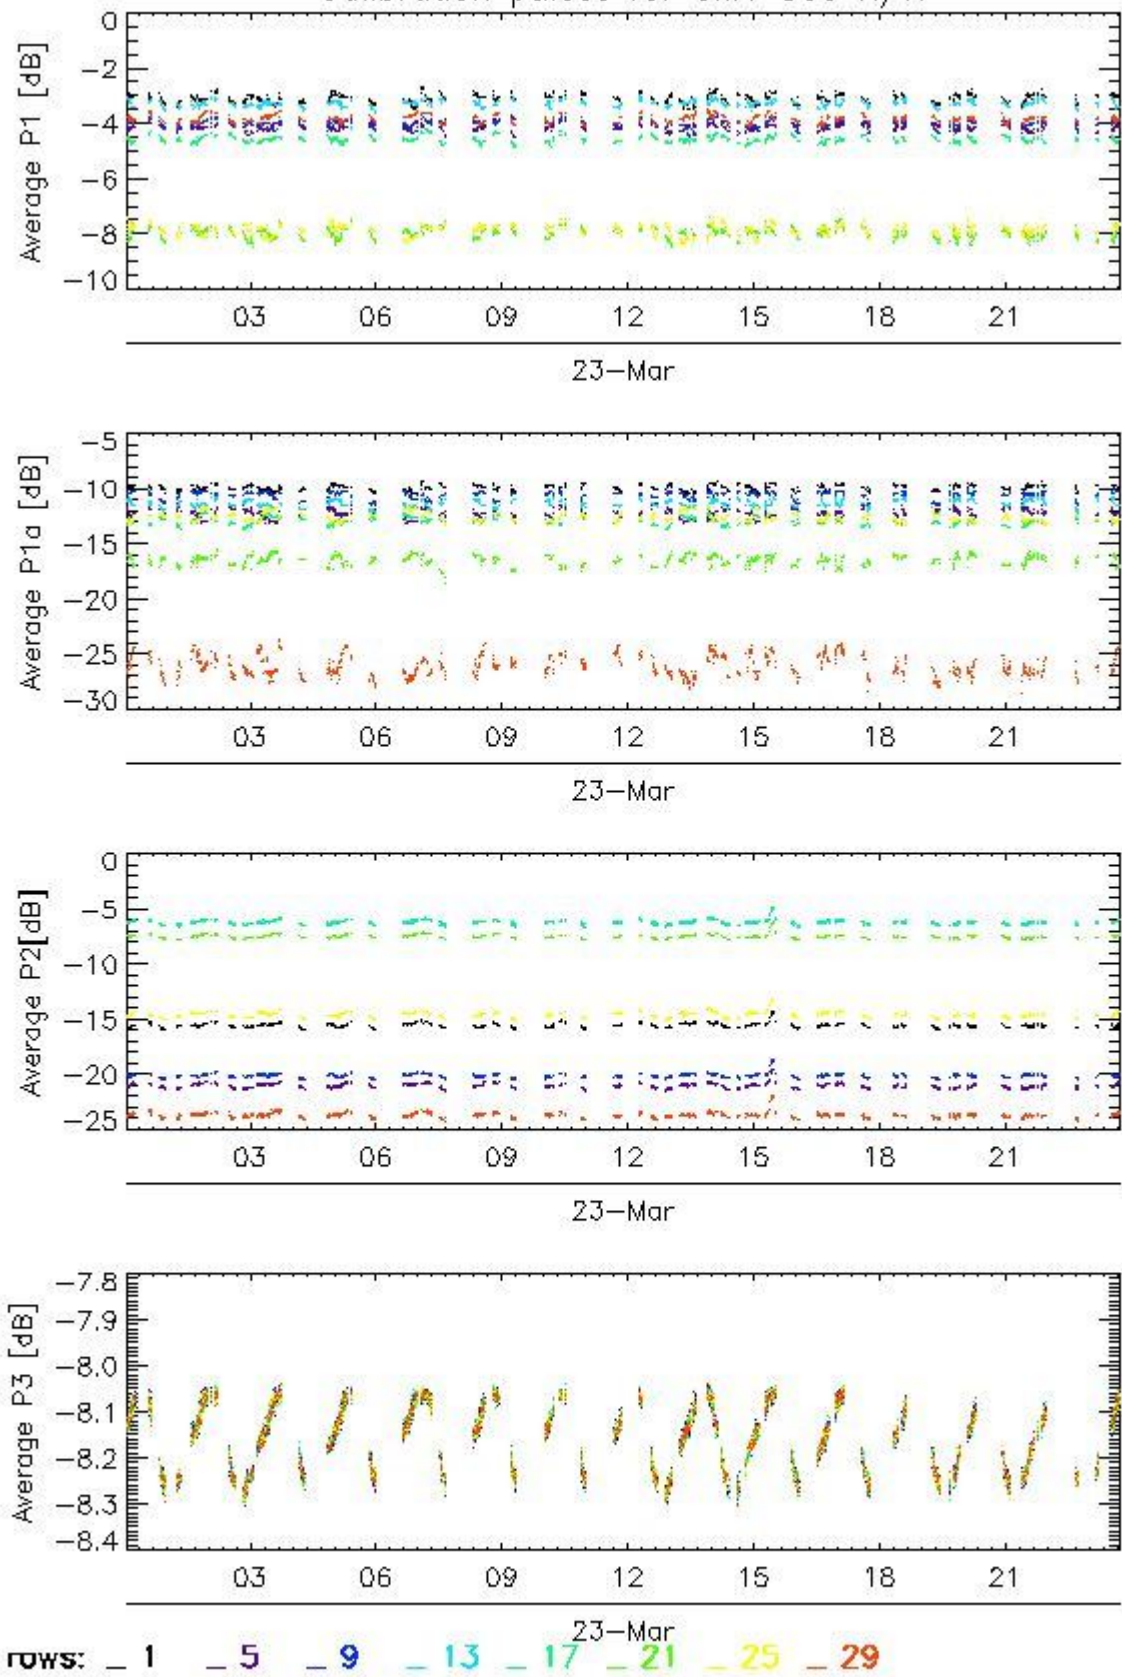 0
Average P1 [dB]
-2
-4
-6
-8
-10
03 06 09 12 15 18 21
23-Mar
-5
Average P1a [dB]
-10
-15
-20
-25
-30
03 06 09 12 15 18 21
23-Mar
0
Average P2[dB]
-5
-10
-15
-20
-25
03 06 09 12 15 18 21
23-Mar
-7.8
Average P3 [dB]
-7.9
-8.0
-8.1
-8.2
-8.3
-8.4
03 06 09 12 15 18 21
23-Mar
rows: _ 1 _ 5 _ 9 _ 13 _ 17 _ 21 _ 25 _ 29